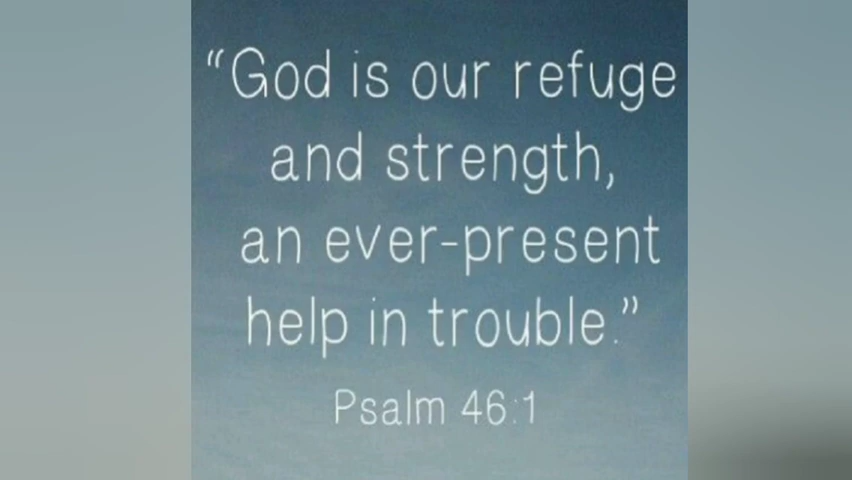 “God is our refuge
and strength,
an ever-present
help in trouble.”
Psalm 46:1